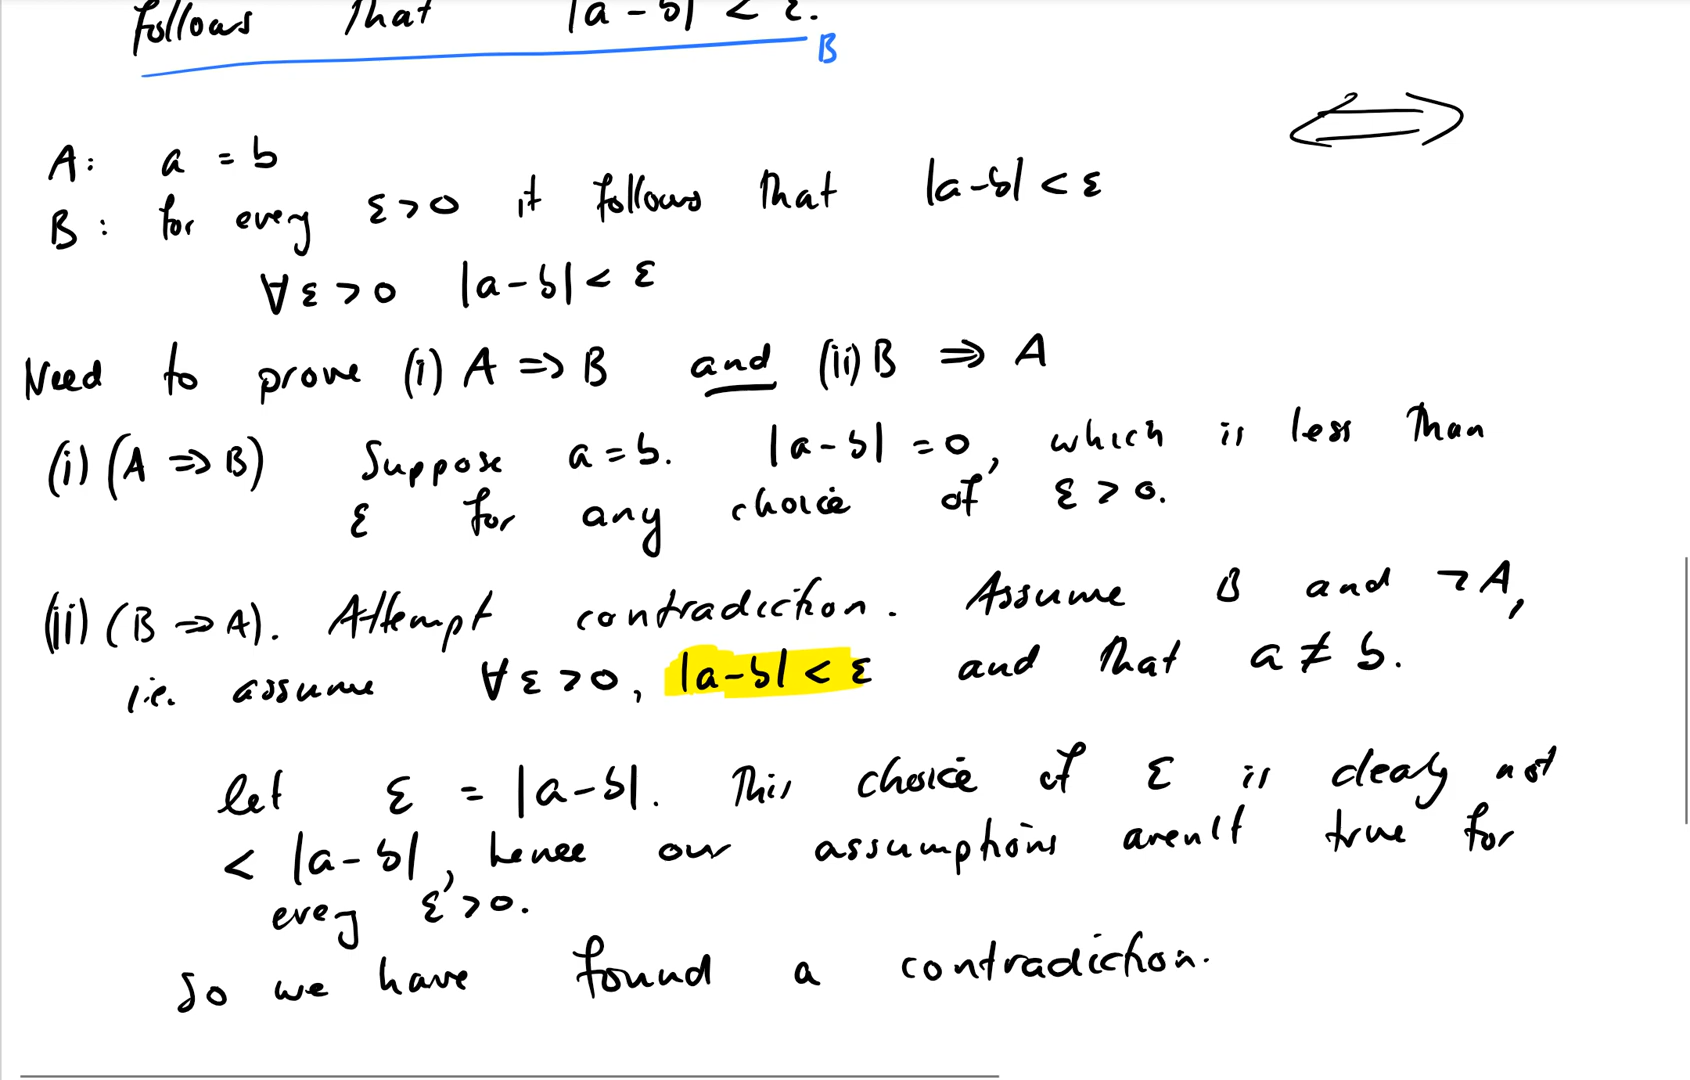 follows that |a-b| < ε.
B
A: a = b
B: for every ε>0 it follows that |a-b| < ε
∀ε>0 |a-b| < ε
Need to prove (i) A => B and (ii) B => A
(i) (A => B) Suppose a=b. |a-b| = 0, which is less than
ε for any choice of ε > 0.
(ii) (B => A). Attempt contradiction. Assume B and ¬A,
i.e. assume ∀ε>0, |a-b| < ε and that a ≠ b.
let ε = |a-b|. This choice of ε is clealy not
< |a-b|, hence our assumptions aren't true for
every ε>0.
So we have found a contradiction.